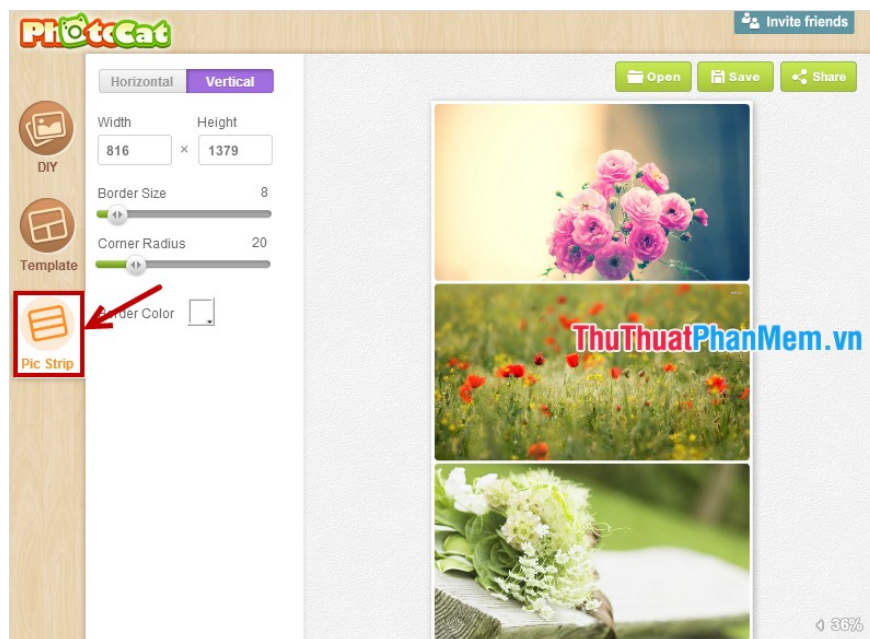 PhotoCat
Invite friends
Horizontal
Vertical
Open
Save
Share
Width
Height
816
×
1379
DIY
Border Size
8
Corner Radius
20
Template
Border Color
Pic Strip
ThuThuatPhanMem.vn
36%